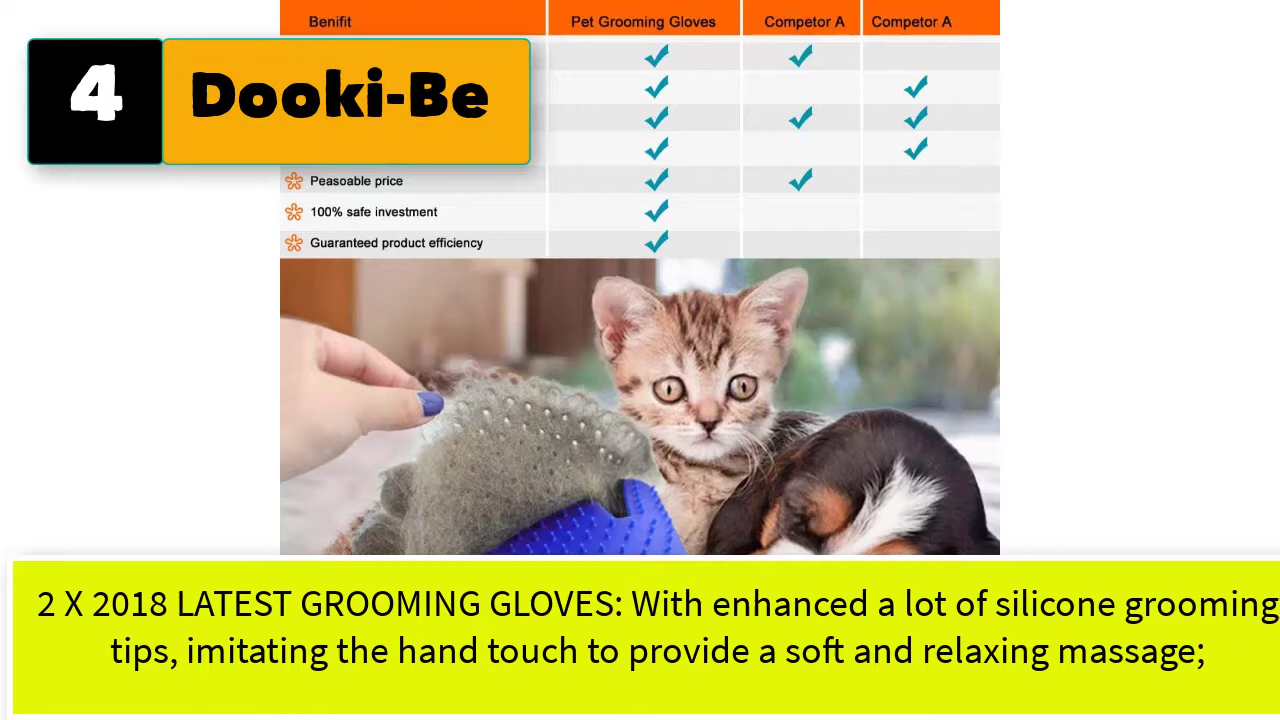 Benifit Pet Grooming Gloves Competor A Competor A
4 Dooki-Be
Peasoable price
100% safe investment
Guaranteed product efficiency
2 X 2018 LATEST GROOMING GLOVES: With enhanced a lot of silicone grooming
tips, imitating the hand touch to provide a soft and relaxing massage;